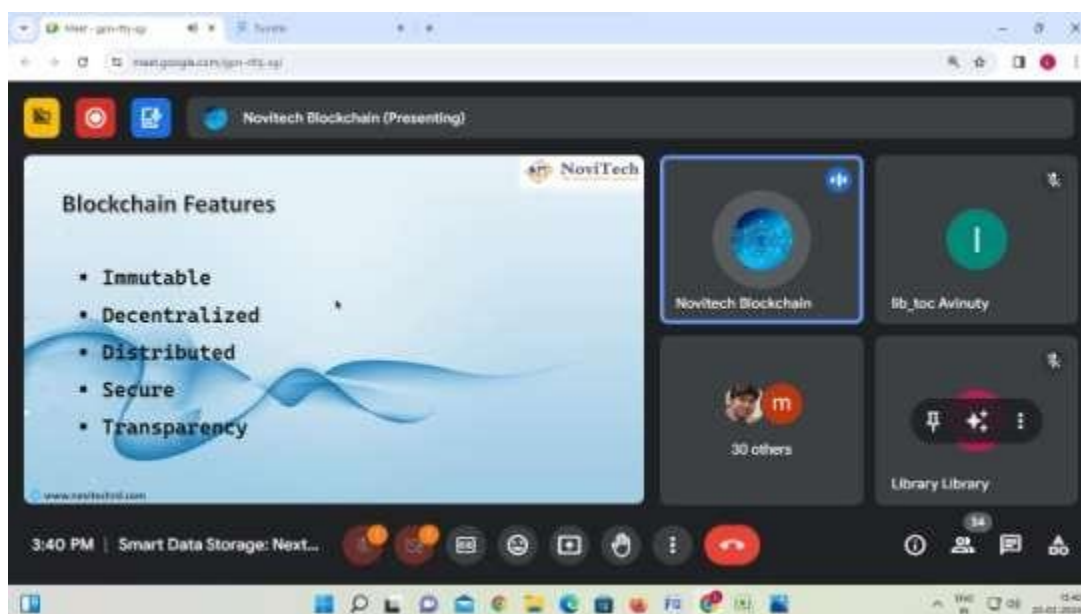 Novitech Blockchain (Presenting)
NoviTech
Blockchain Features
• Immutable
• Decentralized
• Distributed
• Secure
• Transparency
Novitech Blockchain
lib_toc Avinuty
I
m
30 others
Library Library
3:40 PM | Smart Data Storage: Next...
34